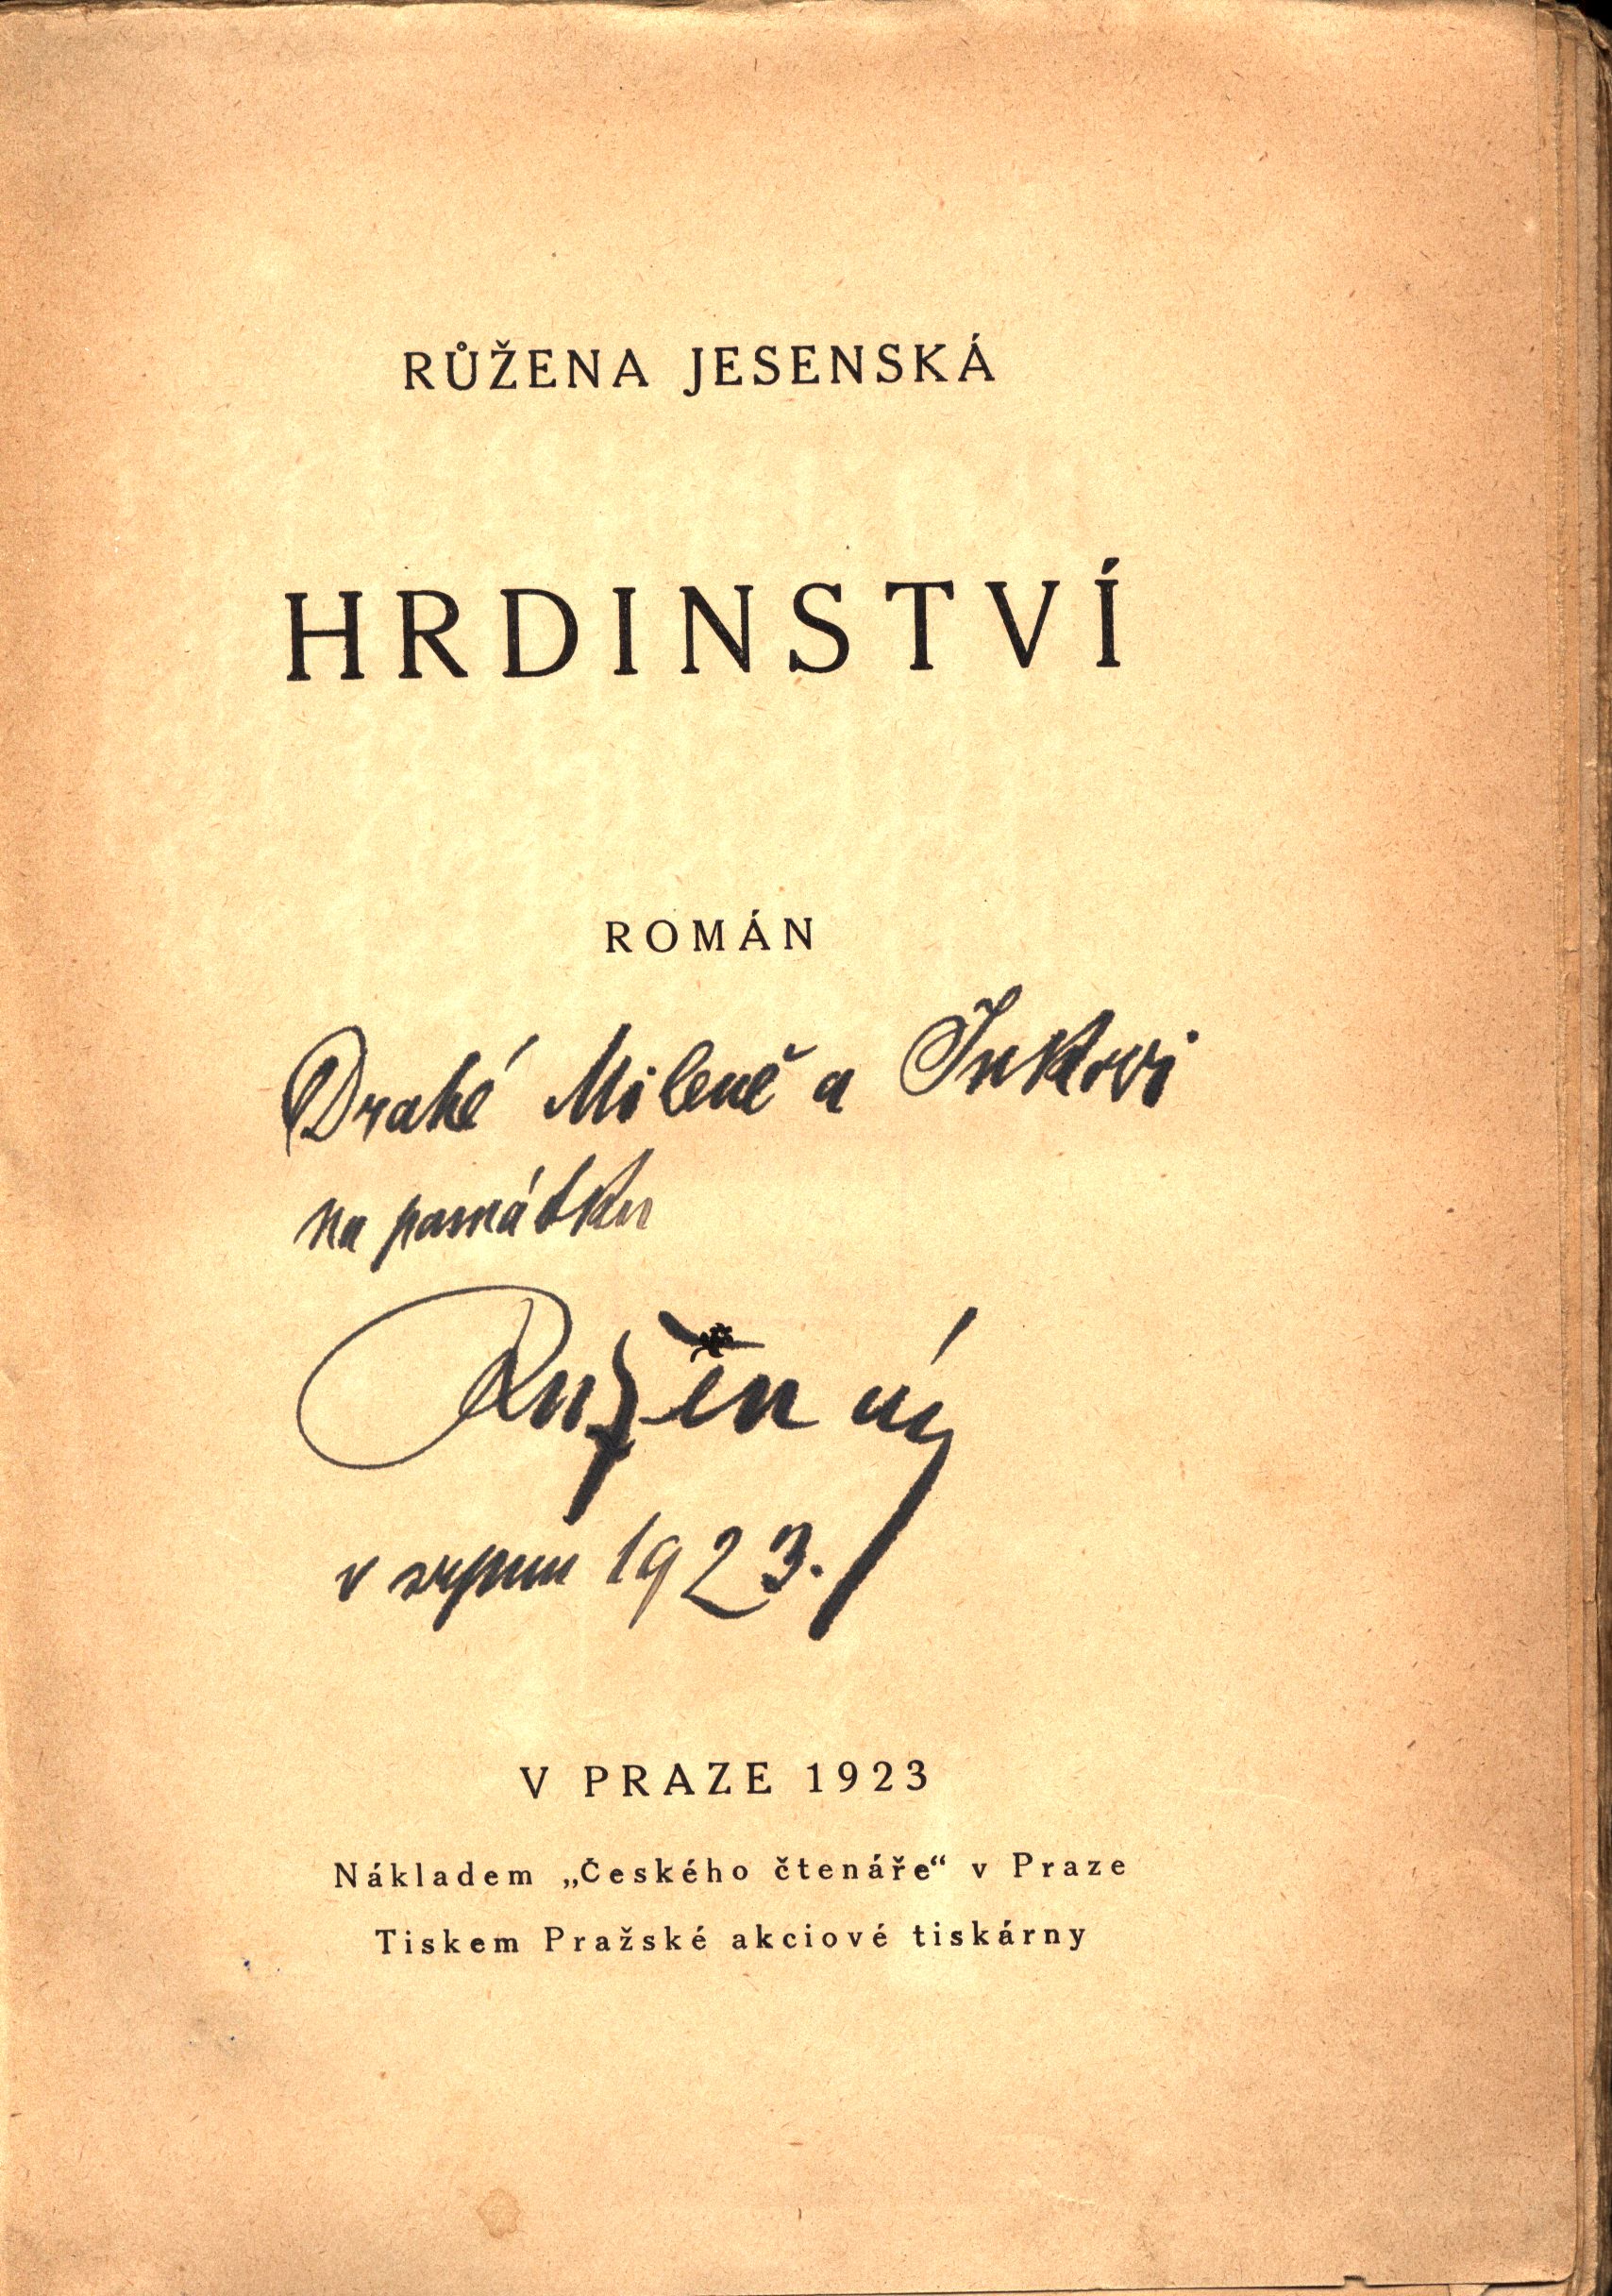 RŮŽENA JESENSKÁ
HRDINSTVÍ
ROMÁN
Drahé Mileně a
na památku
Růžena
v srpnu 1923.
V PRAZE 1923
Nákladem „Českého čtenáře“ v Praze
Tiskem Pražské akciové tiskárny